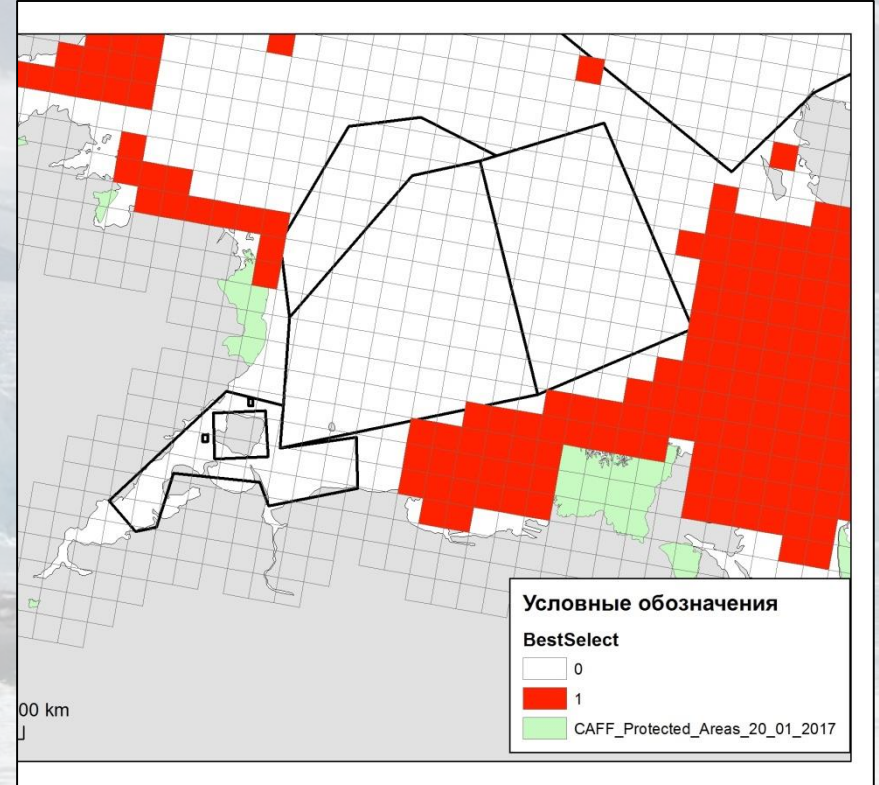 Условные обозначения
BestSelect
0
1
CAFF_Protected_Areas_20_01_2017
00 km